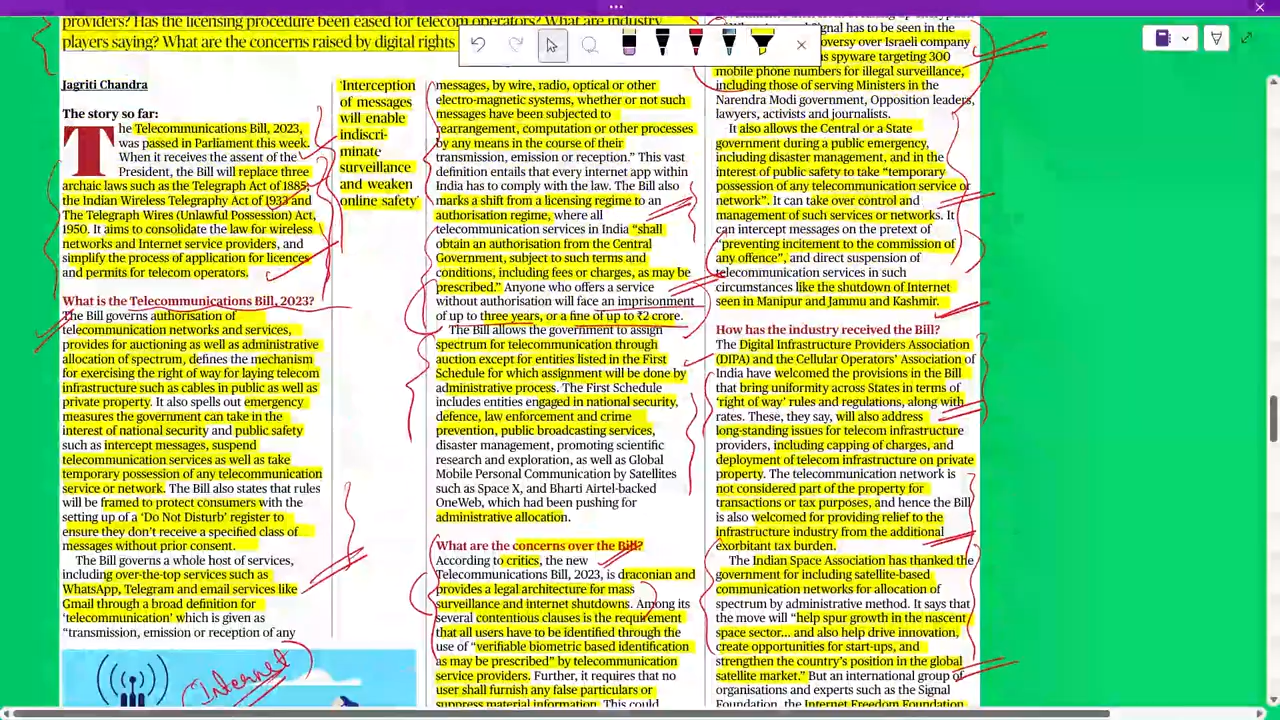 providers? Has the licensing procedure been eased for telecom operators? What are industry
players saying? What are the concerns raised by digital rights
Jagriti Chandra
The story so far:
The Telecommunications Bill, 2023,
was passed in Parliament this week.
When it receives the assent of the
President, the Bill will replace three
archaic laws such as the Telegraph Act of 1885;
the Indian Wireless Telegraphy Act of 1933 and
The Telegraph Wires (Unlawful Possession) Act,
1950. It aims to consolidate the law for wireless
networks and Internet service providers, and
simplify the process of application for licences
and permits for telecom operators.
What is the Telecommunications Bill, 2023?
The Bill governs authorisation of
telecommunication networks and services,
provides for auctioning as well as administrative
allocation of spectrum, defines the mechanism
for exercising the right of way for laying telecom
infrastructure such as cables in public as well as
private property. It also spells out emergency
measures the government can take in the
interest of national security and public safety
such as intercept messages, suspend
telecommunication services as well as take
temporary possession of any telecommunication
service or network. The Bill also states that rules
will be framed to protect consumers with the
setting up of a ‘Do Not Disturb’ register to
ensure they don’t receive a specified class of
messages without prior consent.
The Bill governs a whole host of services,
including over-the-top services such as
WhatsApp, Telegram and email services like
Gmail through a broad definition for
‘telecommunication’ which is given as
“transmission, emission or reception of any
Internet
‘Interception
of messages
will enable
indiscri-
minate
surveillance
and weaken
online safety’
messages, by wire, radio, optical or other
electro-magnetic systems, whether or not such
messages have been subjected to
rearrangement, computation or other processes
by any means in the course of their
transmission, emission or reception.” This vast
definition entails that every internet app within
India has to comply with the law. The Bill also
marks a shift from a licensing regime to an
authorisation regime, where all
telecommunication services in India “shall
obtain an authorisation from the Central
Government, subject to such terms and
conditions, including fees or charges, as may be
prescribed.” Anyone who offers a service
without authorisation will face an imprisonment
of up to three years, or a fine of up to ₹2 crore.
The Bill allows the government to assign
spectrum for telecommunication through
auction except for entities listed in the First
Schedule for which assignment will be done by
administrative process. The First Schedule
includes entities engaged in national security,
defence, law enforcement and crime
prevention, public broadcasting services,
disaster management, promoting scientific
research and exploration, as well as Global
Mobile Personal Communication by Satellites
such as Space X, and Bharti Airtel-backed
OneWeb, which had been pushing for
administrative allocation.
What are the concerns over the Bill?
According to critics, the new
Telecommunications Bill, 2023, is draconian and
provides a legal architecture for mass
surveillance and internet shutdowns. Among its
several contentious clauses is the requirement
that all users have to be identified through the
use of “verifiable biometric based identification
as may be prescribed” by telecommunication
service providers. Further, it requires that no
user shall furnish any false particulars or
suppress material information. This could
gnal has to be seen in the
oversy over Israeli company
us spyware targeting 300
mobile phone numbers for illegal surveillance,
including those of serving Ministers in the
Narendra Modi government, Opposition leaders,
lawyers, activists and journalists.
It also allows the Central or a State
government during a public emergency,
including disaster management, and in the
interest of public safety to take “temporary
possession of any telecommunication service or
network”. It can take over control and
management of such services or networks. It
can intercept messages on the pretext of
“preventing incitement to the commission of
any offence”, and direct suspension of
telecommunication services in such
circumstances like the shutdown of Internet
seen in Manipur and Jammu and Kashmir.
How has the industry received the Bill?
The Digital Infrastructure Providers Association
(DIPA) and the Cellular Operators’ Association of
India have welcomed the provisions in the Bill
that bring uniformity across States in terms of
‘right of way’ rules and regulations, along with
rates. These, they say, will also address
long-standing issues for telecom infrastructure
providers, including capping of charges, and
deployment of telecom infrastructure on private
property. The telecommunication network is
not considered part of the property for
transactions or tax purposes, and hence the Bill
is also welcomed for providing relief to the
infrastructure industry from the additional
exorbitant tax burden.
The Indian Space Association has thanked the
government for including satellite-based
communication networks for allocation of
spectrum by administrative method. It says that
the move will “help spur growth in the nascent
space sector... and also help drive innovation,
create opportunities for start-ups, and
strengthen the country’s position in the global
satellite market.” But an international group of
organisations and experts such as the Signal
Foundation, the Internet Freedom Foundation,